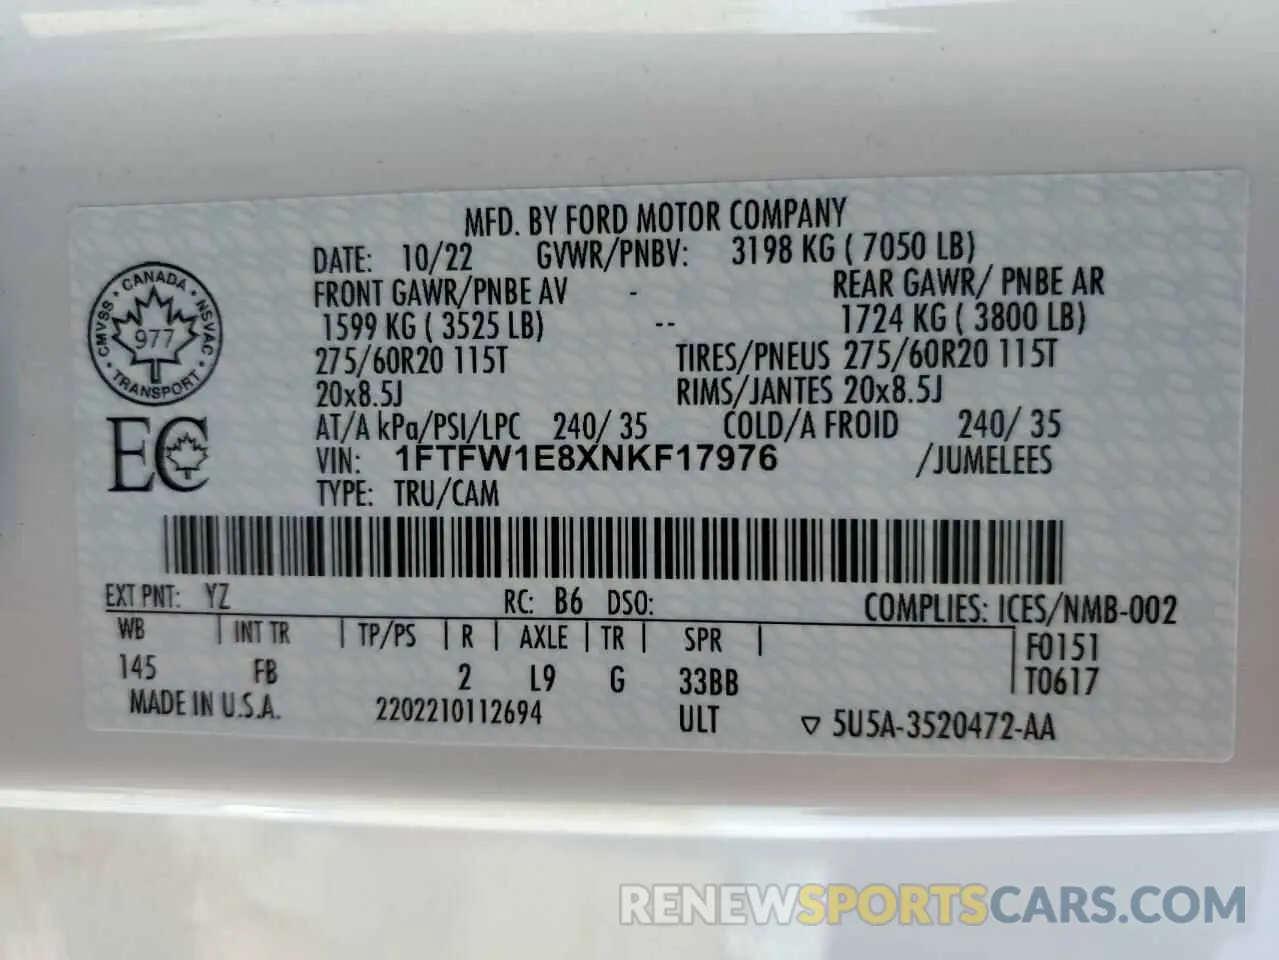 MFD. BY FORD MOTOR COMPANY
DATE: 10/22 GVWR/PNBV: 3198 KG ( 7050 LB)
FRONT GAWR/PNBE AV - REAR GAWR/ PNBE AR
1599 KG ( 3525 LB) -- 1724 KG ( 3800 LB)
275/60R20 115T TIRES/PNEUS 275/60R20 115T
20x8.5J RIMS/JANTES 20x8.5J
AT/A kPa/PSI/LPC 240/ 35 COLD/A FROID 240/ 35
VIN: 1FTFW1E8XNKF17976 /JUMELEES
TYPE: TRU/CAM
CANADA
CMVSS NSVAC
977
TRANSPORT
EC
EXT PNT: YZ RC: B6 DSO: COMPLIES: ICES/NMB-002
WB | INT TR | TP/PS | R | AXLE | TR | SPR | F0151
145 FB 2 L9 G 33BB T0617
MADE IN U.S.A. 2202210112694 ULT ▽ 5U5A-3520472-AA
RENEWSPORTSCARS.COM